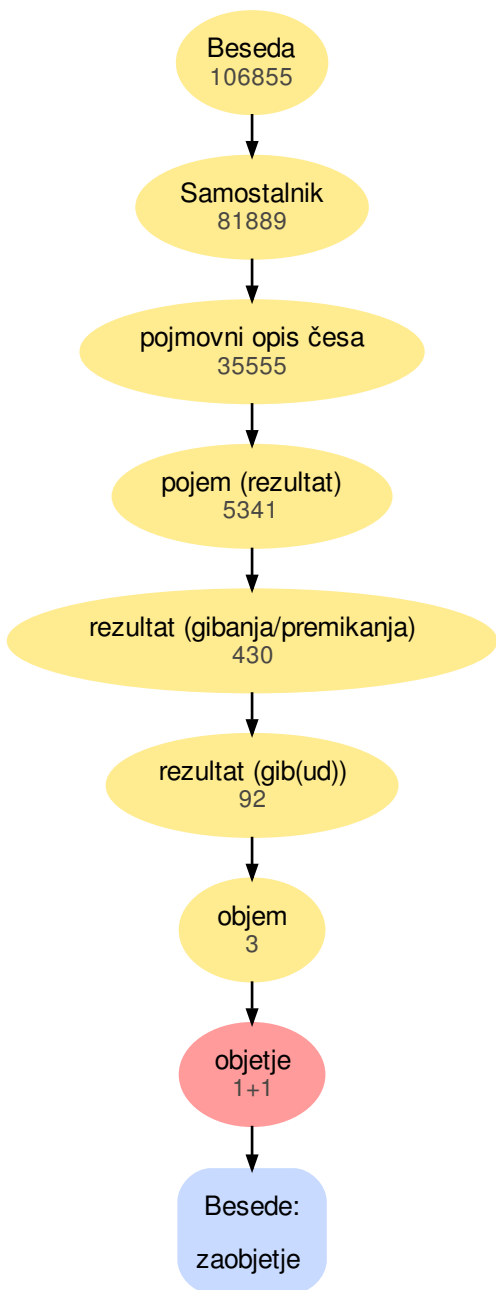 Beseda
106855
Samostalnik
81889
pojmovni opis česa
35555
pojem (rezultat)
5341
rezultat (gibanja/premikanja)
430
rezultat (gib(ud))
92
objem
3
objetje
1+1
Besede:
zaobjetje